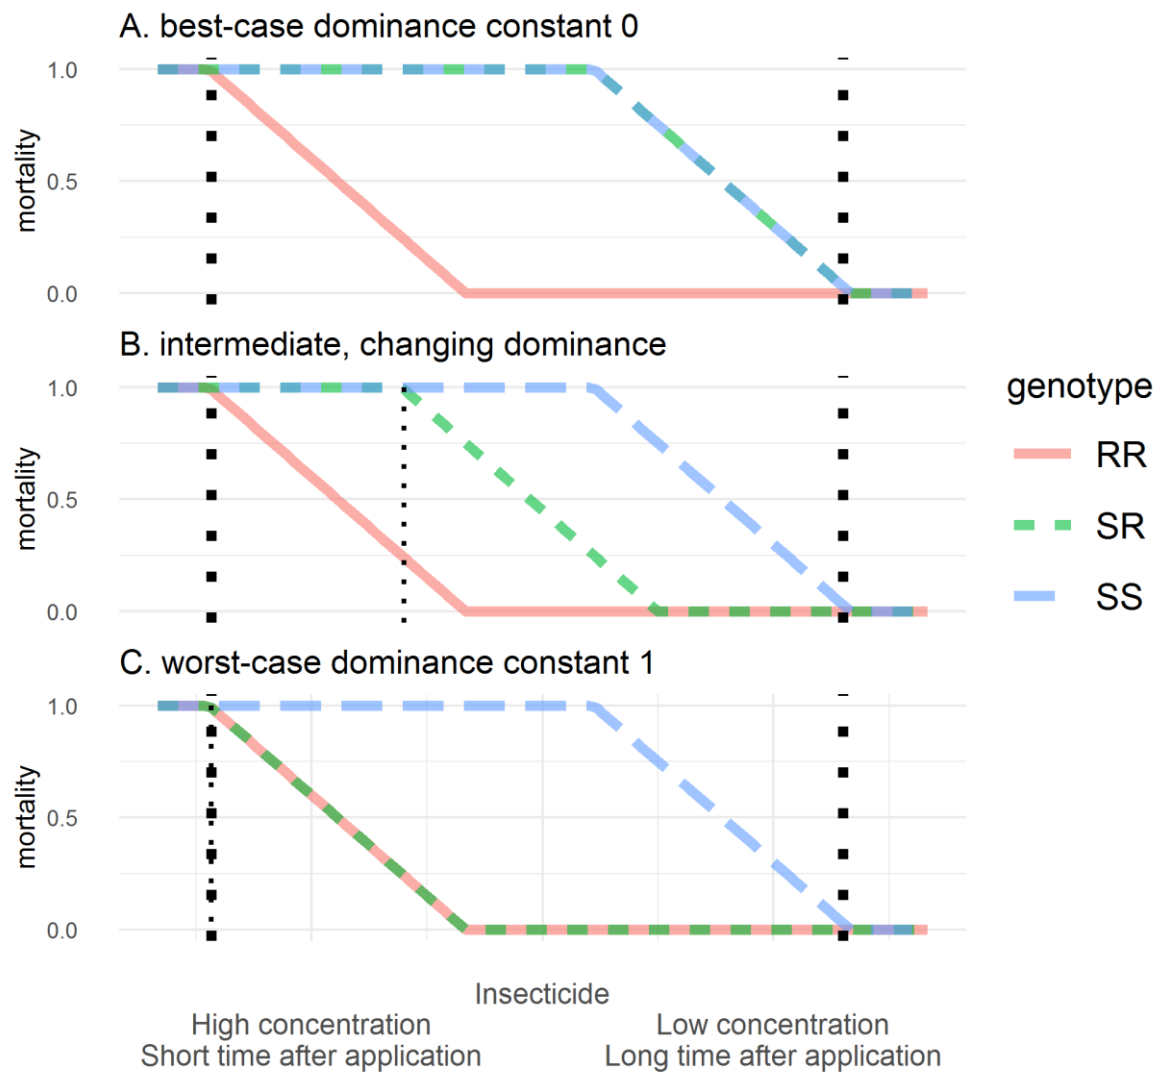 A. best-case dominance constant 0
1.0
0.5
0.0
mortality
B. intermediate, changing dominance
1.0
0.5
0.0
mortality
genotype
RR
SR
SS
C. worst-case dominance constant 1
1.0
0.5
0.0
mortality
Insecticide
High concentration
Short time after application
Low concentration
Long time after application